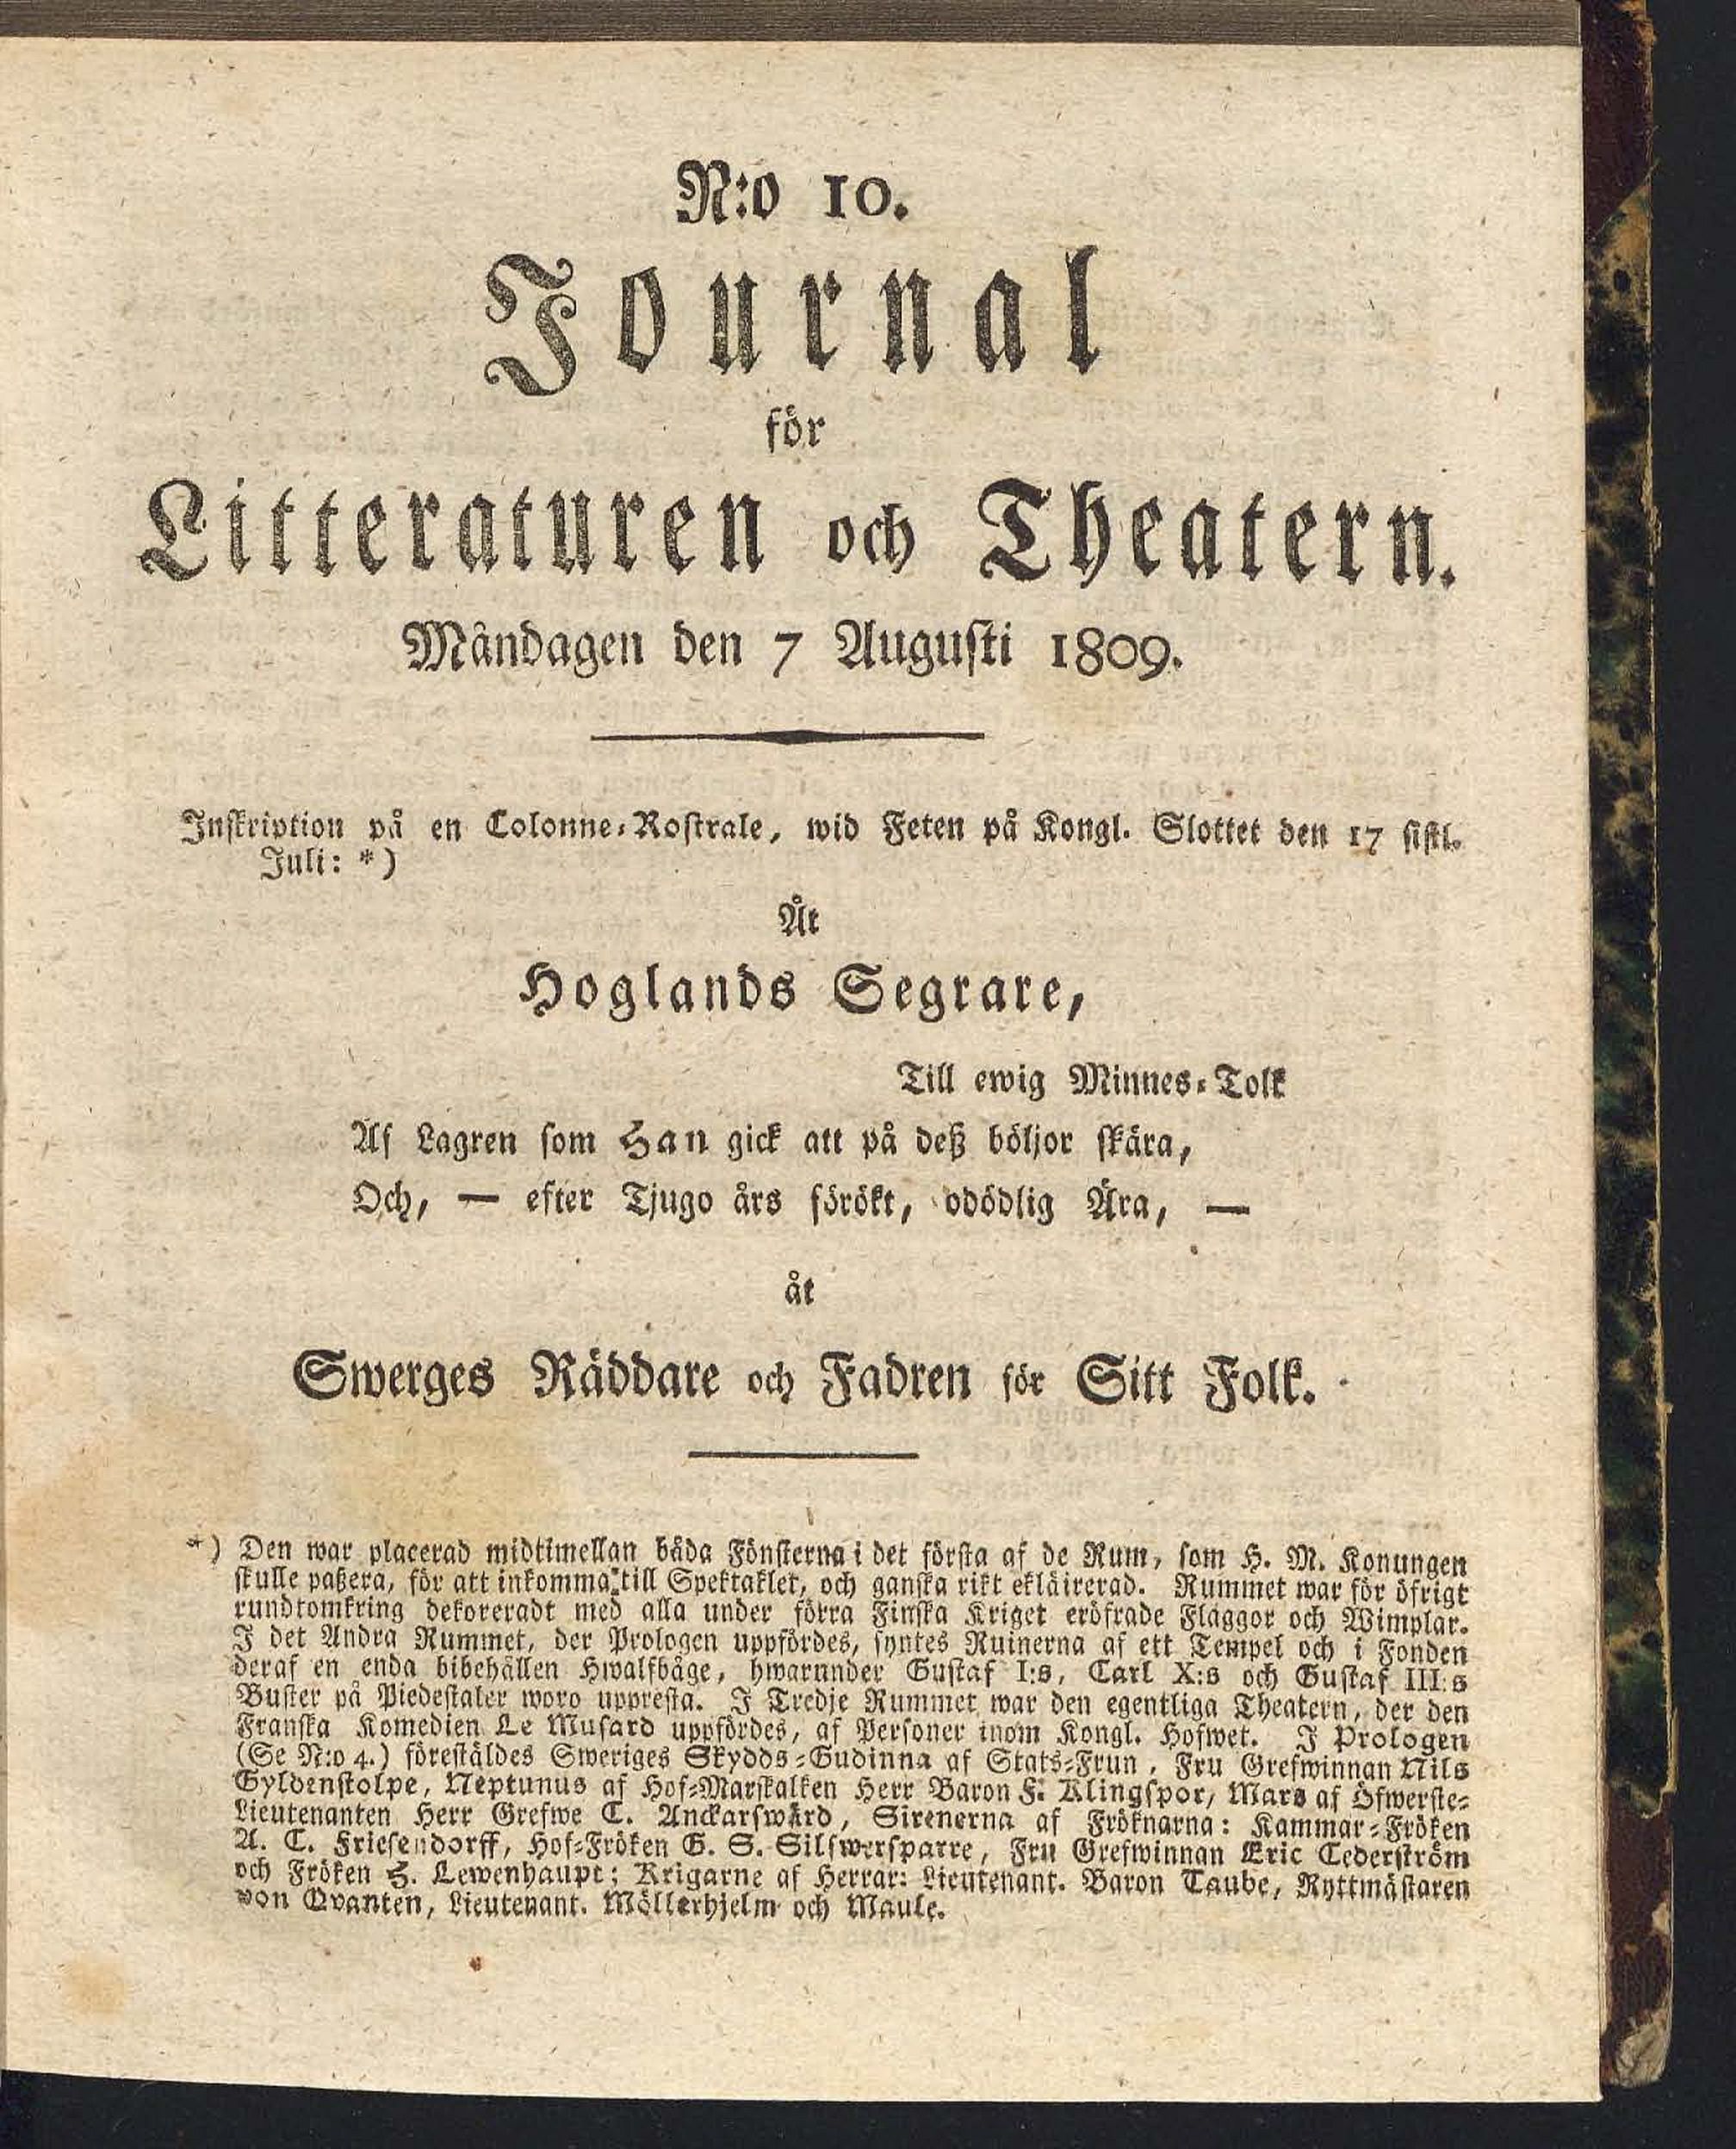 N:o 10.
Journal
för
Litteraturen och Theatern.
Måndagen den 7 Augusti 1809.
Inskription på en Colonne-Rostrale, wid Feten på Kongl. Slottet den 17 sistl.
Juli: *)
Åt
Hoglands Segrare,
Till ewig Minnes-Tolk
Af Lagren som Han gick att på deß böljor skära,
Och, — efter Tjugo års förökt, odödlig Ära, —
åt
Swerges Räddare och Fadren för Sitt Folk.
*) Den war placerad midtimellan båda Fönsterna i det första af de Rum, som H. M. Konungen
skulle paßera, för att inkomma till Spektaklet, och ganska rikt ekläirerad. Rummet war för öfrigt
rundtomkring dekoreradt med alla under förra Finska Kriget eröfrade Flaggor och Wimplar.
I det Andra Rummet, der Prologen uppfördes, syntes Ruinerna af ett Tempel och i Fonden
deraf en enda bibehållen Hwalfbåge, hwarunder Gustaf I:s, Carl X:s och Gustaf III:s
Buster på Piedestaler woro uppresta. I Tredje Rummet war den egentliga Theatern, der den
Franska Komedien Le Musard uppfördes, af Personer inom Kongl. Hofwet. I Prologen
(Se N:o 4.) förestäldes Sweriges Skydds-Gudinna af Stats-Frun, Fru Grefwinnan Nils
Gyldenstolpe, Neptunus af Hof-Marskalken Herr Baron F. Klingspor, Mars af Öfwerste-
Lieutenanten Herr Grefwe C. Anckarswärd, Sirenerna af Fröknarna: Kammar-Fröken
A. C. Friesendorff, Hof-Fröken G. S. Silfwersparre, Fru Grefwinnan Eric Cederström
och Fröken H. Lewenhaupt; Krigarne af Herrar: Lieutenant. Baron Taube, Ryttmästaren
von Qvanten, Lieutenant. Möllerhjelm och Maule.